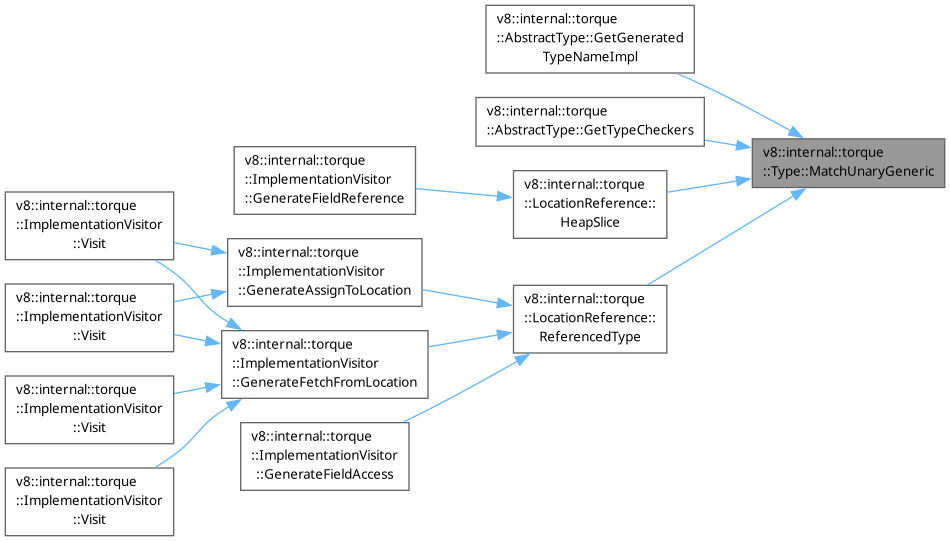 v8::internal::torque
::AbstractType::GetGenerated
TypeNameImpl
v8::internal::torque
::AbstractType::GetTypeCheckers
v8::internal::torque
::Type::MatchUnaryGeneric
v8::internal::torque
::ImplementationVisitor
::GenerateFieldReference
v8::internal::torque
::LocationReference::
HeapSlice
v8::internal::torque
::ImplementationVisitor
::Visit
v8::internal::torque
::ImplementationVisitor
::GenerateAssignToLocation
v8::internal::torque
::ImplementationVisitor
::Visit
v8::internal::torque
::LocationReference::
ReferencedType
v8::internal::torque
::ImplementationVisitor
::GenerateFetchFromLocation
v8::internal::torque
::ImplementationVisitor
::Visit
v8::internal::torque
::ImplementationVisitor
::GenerateFieldAccess
v8::internal::torque
::ImplementationVisitor
::Visit